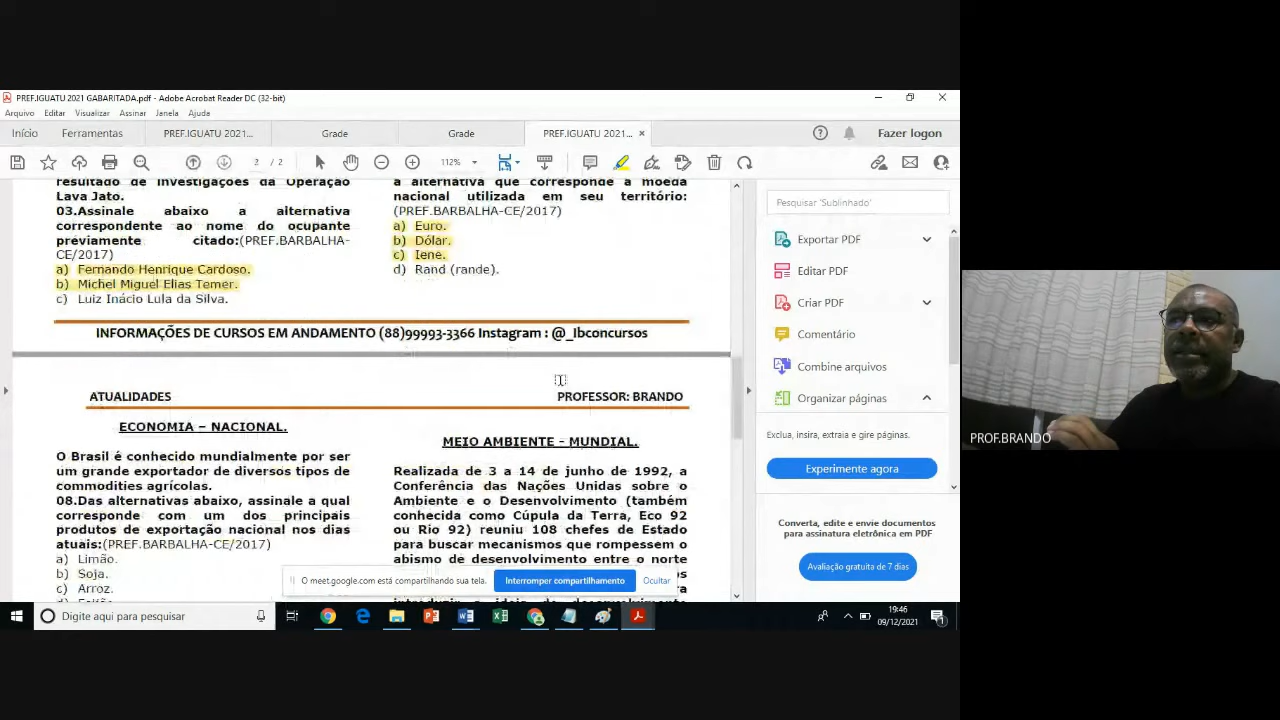 PREF.IGUATU 2021 GABARITADA.pdf - Adobe Acrobat Reader DC (32-bit)
Arquivo Editar Visualizar Assinar Janela Ajuda
Início Ferramentas PREF.IGUATU 2021... Grade Grade PREF.IGUATU 2021... × Fazer logon
2 / 2 112%
resultado de investigações da Operação
Lava Jato.
03.Assinale abaixo a alternativa
correspondente ao nome do ocupante
previamente citado:(PREF.BARBALHA-
CE/2017)
a) Fernando Henrique Cardoso.
b) Michel Miguel Elias Temer.
c) Luiz Inácio Lula da Silva.
a alternativa que corresponde à moeda
nacional utilizada em seu território:
(PREF.BARBALHA-CE/2017)
a) Euro.
b) Dólar.
c) Iene.
d) Rand (rande).
INFORMAÇÕES DE CURSOS EM ANDAMENTO (88)99993-3366 Instagram : @_Ibconcursos
ATUALIDADES PROFESSOR: BRANDO
ECONOMIA – NACIONAL.
O Brasil é conhecido mundialmente por ser
um grande exportador de diversos tipos de
commodities agrícolas.
08.Das alternativas abaixo, assinale a qual
corresponde com um dos principais
produtos de exportação nacional nos dias
atuais:(PREF.BARBALHA-CE/2017)
a) Limão.
b) Soja.
c) Arroz.
MEIO AMBIENTE - MUNDIAL.
Realizada de 3 a 14 de junho de 1992, a
Conferência das Nações Unidas sobre o
Ambiente e o Desenvolvimento (também
conhecida como Cúpula da Terra, Eco 92
ou Rio 92) reuniu 108 chefes de Estado
para buscar mecanismos que rompessem o
abismo de desenvolvimento entre o norte
Pesquisar 'Sublinhado'
Exportar PDF
Editar PDF
Criar PDF
Comentário
Combine arquivos
Organizar páginas
Exclua, insira, extraia e gire páginas.
Experimente agora
Converta, edite e envie documentos
para assinatura eletrônica em PDF
Avaliação gratuita de 7 dias
O meet.google.com está compartilhando sua tela. Interromper compartilhamento Ocultar
Digite aqui para pesquisar
19:46
09/12/2021
PROF.BRANDO